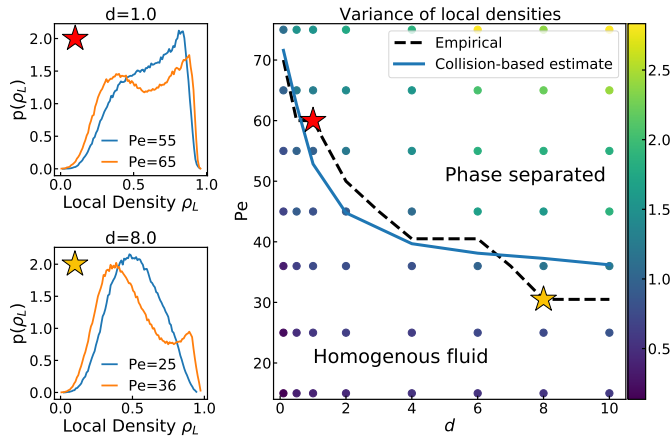 d=1.0
2.0
1.5
1.0
0.5
0.0
p(ρL)
Pe=55
Pe=65
0.0
0.5
1.0
Local Density ρL
d=8.0
2.0
1.5
1.0
0.5
0.0
p(ρL)
Pe=25
Pe=36
0.0
0.5
1.0
Local Density ρL
Variance of local densities
Empirical
Collision-based estimate
Phase separated
Homogenous fluid
70
60
50
40
30
20
Pe
0
2
4
6
8
10
d
2.5
2.0
1.5
1.0
0.5